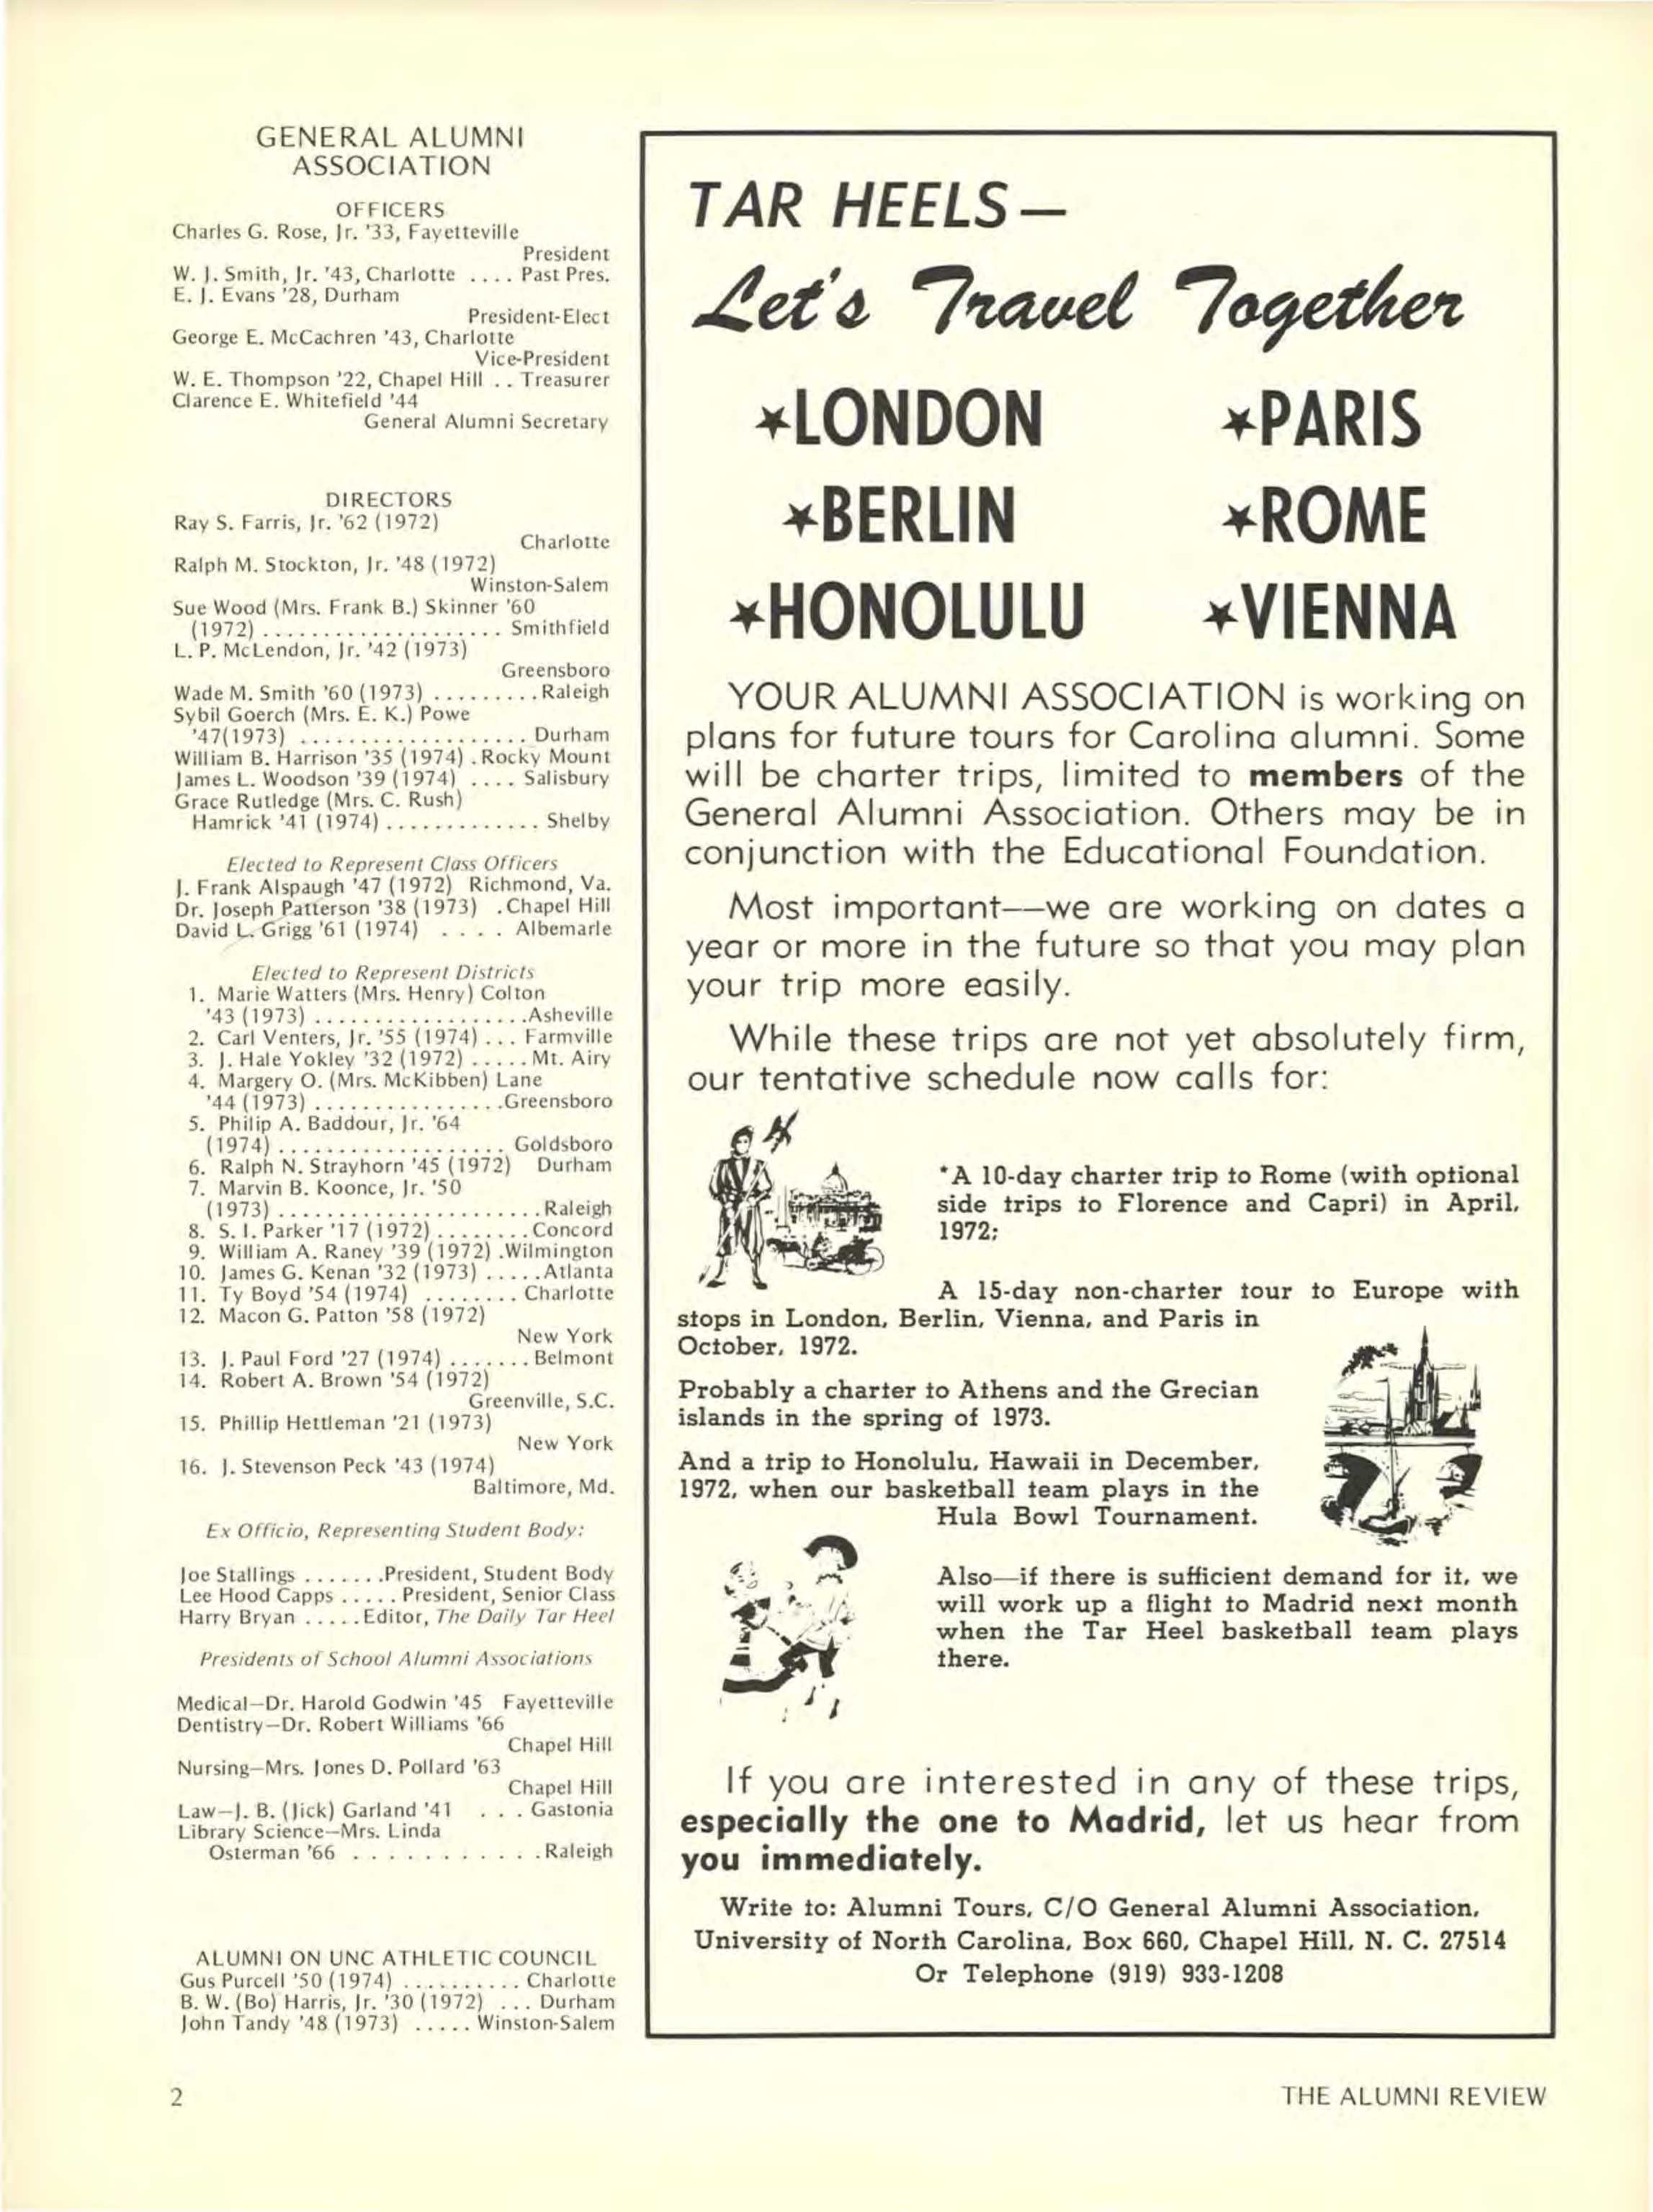 GENERAL ALUMNI
ASSOCIATION
OFFICERS
Charles G. Rose, Jr. '33, Fayetteville
President
W. J. Smith, Jr. '43, Charlotte .... Past Pres.
E. J. Evans '28, Durham
President-Elect
George E. McCachren '43, Charlotte
Vice-President
W. E. Thompson '22, Chapel Hill .. Treasurer
Clarence E. Whitefield '44
General Alumni Secretary
DIRECTORS
Ray S. Farris, Jr. '62 (1972)
Charlotte
Ralph M. Stockton, Jr. '48 (1972)
Winston-Salem
Sue Wood (Mrs. Frank B.) Skinner '60
(1972) .................... Smithfield
L. P. McLendon, Jr. '42 (1973)
Greensboro
Wade M. Smith '60 (1973) ......... Raleigh
Sybil Goerch (Mrs. E. K.) Powe
'47(1973) ................... Durham
William B. Harrison '35 (1974) . Rocky Mount
James L. Woodson '39 (1974) .... Salisbury
Grace Rutledge (Mrs. C. Rush)
Hamrick '41 (1974) ............. Shelby
Elected to Represent Class Officers
J. Frank Alspaugh '47 (1972) Richmond, Va.
Dr. Joseph Patterson '38 (1973) . Chapel Hill
David L. Grigg '61 (1974) .... Albemarle
Elected to Represent Districts
1. Marie Watters (Mrs. Henry) Colton
'43 (1973) ..................Asheville
2. Carl Venters, Jr. '55 (1974) ... Farmville
3. J. Hale Yokley '32 (1972) ..... Mt. Airy
4. Margery O. (Mrs. McKibben) Lane
'44 (1973) ................Greensboro
5. Philip A. Baddour, Jr. '64
(1974) ................... Goldsboro
6. Ralph N. Strayhorn '45 (1972) Durham
7. Marvin B. Koonce, Jr. '50
(1973) ......................Raleigh
8. S. I. Parker '17 (1972) ........Concord
9. William A. Raney '39 (1972) .Wilmington
10. James G. Kenan '32 (1973) .....Atlanta
11. Ty Boyd '54 (1974) ........ Charlotte
12. Macon G. Patton '58 (1972)
New York
13. J. Paul Ford '27 (1974) ....... Belmont
14. Robert A. Brown '54 (1972)
Greenville, S.C.
15. Phillip Hettleman '21 (1973)
New York
16. J. Stevenson Peck '43 (1974)
Baltimore, Md.
Ex Officio, Representing Student Body:
Joe Stallings .......President, Student Body
Lee Hood Capps ..... President, Senior Class
Harry Bryan .....Editor, The Daily Tar Heel
Presidents of School Alumni Associations
Medical—Dr. Harold Godwin '45 Fayetteville
Dentistry—Dr. Robert Williams '66
Chapel Hill
Nursing—Mrs. Jones D. Pollard '63
Chapel Hill
Law—J. B. (Jick) Garland '41 ... Gastonia
Library Science—Mrs. Linda
Osterman '66 ............Raleigh
ALUMNI ON UNC ATHLETIC COUNCIL
Gus Purcell '50 (1974) .......... Charlotte
B. W. (Bo) Harris, Jr. '30 (1972) ... Durham
John Tandy '48 (1973) ..... Winston-Salem
TAR HEELS—
Let's Travel Together
★LONDON ★PARIS
★BERLIN ★ROME
★HONOLULU ★VIENNA
YOUR ALUMNI ASSOCIATION is working on
plans for future tours for Carolina alumni. Some
will be charter trips, limited to members of the
General Alumni Association. Others may be in
conjunction with the Educational Foundation.
Most important—we are working on dates a
year or more in the future so that you may plan
your trip more easily.
While these trips are not yet absolutely firm,
our tentative schedule now calls for:
*A 10-day charter trip to Rome (with optional
side trips to Florence and Capri) in April,
1972;
A 15-day non-charter tour to Europe with
stops in London, Berlin, Vienna, and Paris in
October, 1972.
Probably a charter to Athens and the Grecian
islands in the spring of 1973.
And a trip to Honolulu, Hawaii in December,
1972, when our basketball team plays in the
Hula Bowl Tournament.
Also—if there is sufficient demand for it, we
will work up a flight to Madrid next month
when the Tar Heel basketball team plays
there.
If you are interested in any of these trips,
especially the one to Madrid, let us hear from
you immediately.
Write to: Alumni Tours, C/O General Alumni Association,
University of North Carolina, Box 660, Chapel Hill, N. C. 27514
Or Telephone (919) 933-1208
2
THE ALUMNI REVIEW